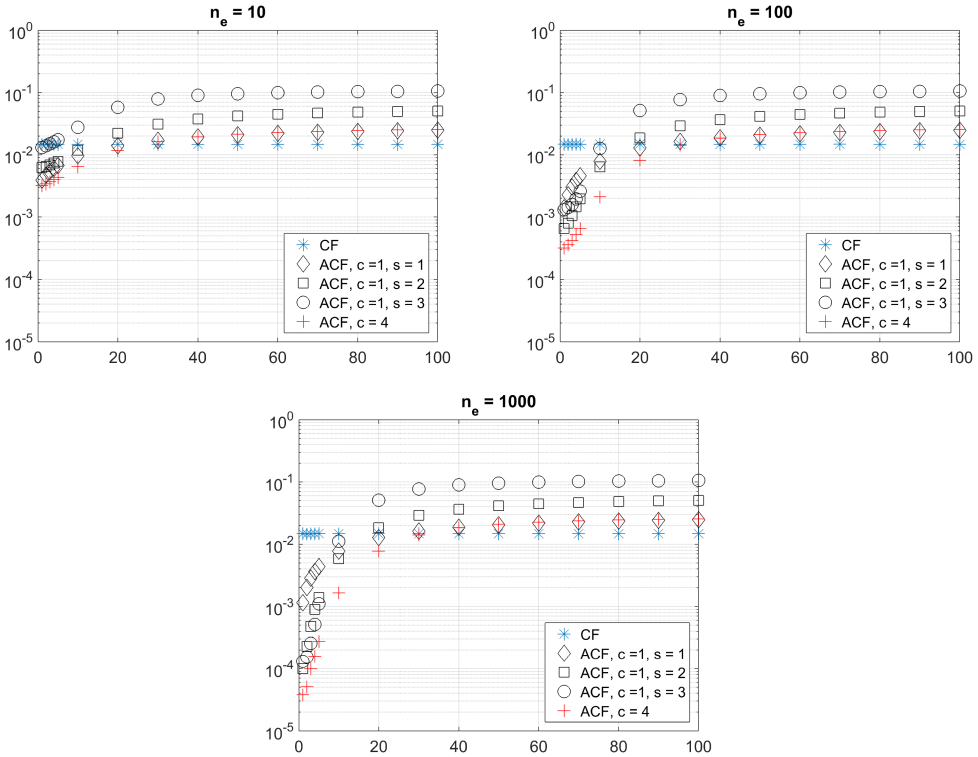 n_e = 10
10^0
10^-1
10^-2
10^-3
10^-4
10^-5
0 20 40 60 80 100
CF
ACF, c =1, s = 1
ACF, c =1, s = 2
ACF, c =1, s = 3
ACF, c = 4
n_e = 100
10^0
10^-1
10^-2
10^-3
10^-4
10^-5
0 20 40 60 80 100
CF
ACF, c =1, s = 1
ACF, c =1, s = 2
ACF, c =1, s = 3
ACF, c = 4
n_e = 1000
10^0
10^-1
10^-2
10^-3
10^-4
10^-5
0 20 40 60 80 100
CF
ACF, c =1, s = 1
ACF, c =1, s = 2
ACF, c =1, s = 3
ACF, c = 4